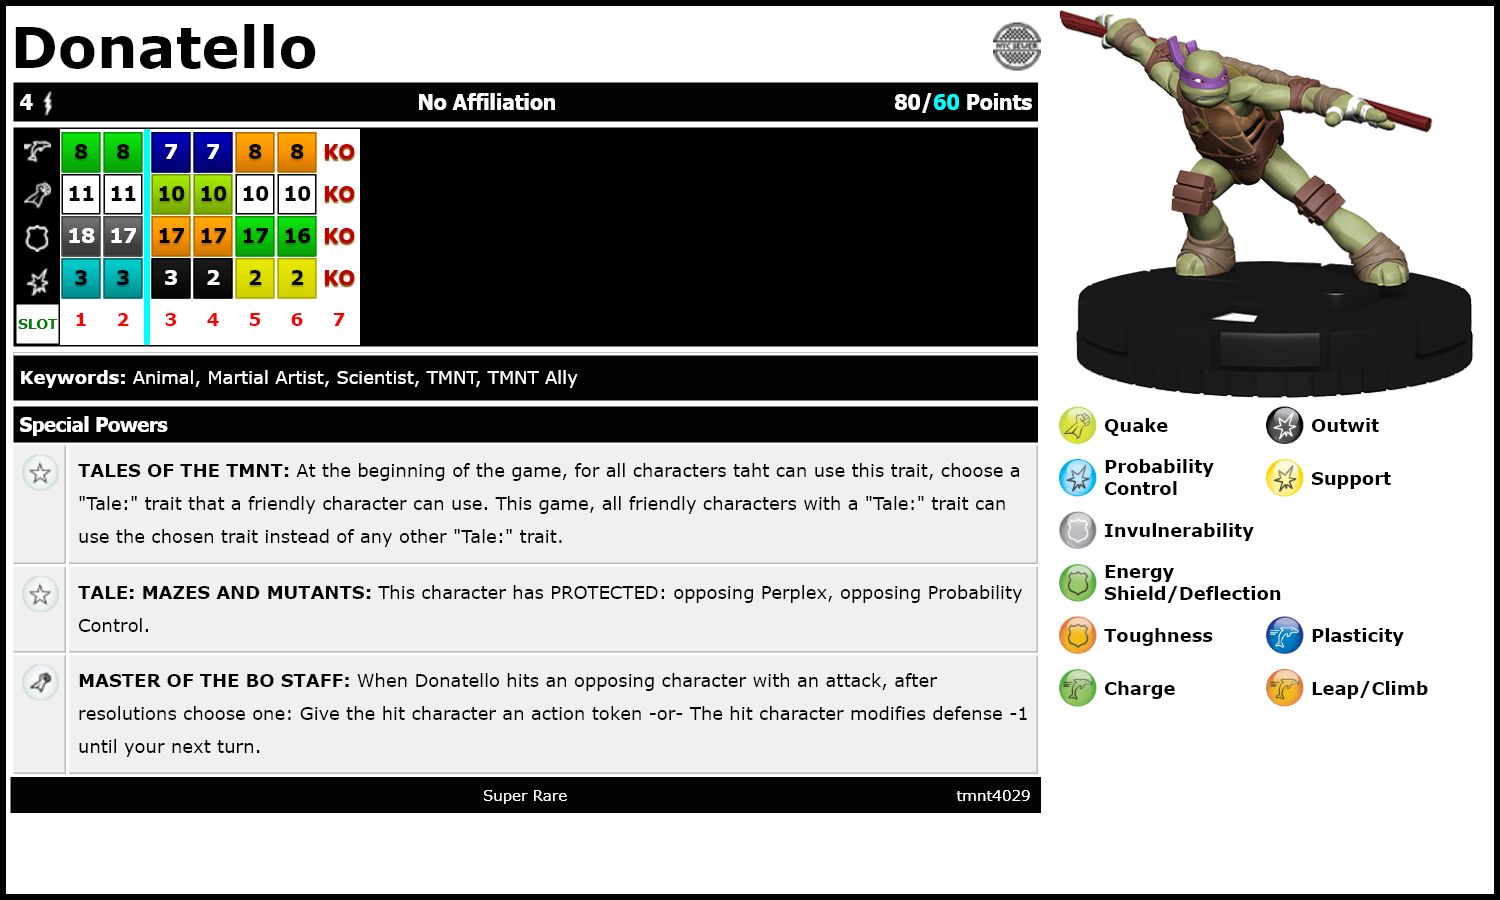 Donatello
NYC SEWER
4 No Affiliation 80/60 Points
8 8 7 7 8 8 KO
11 11 10 10 10 10 KO
18 17 17 17 17 16 KO
3 3 3 2 2 2 KO
SLOT 1 2 3 4 5 6 7
Keywords: Animal, Martial Artist, Scientist, TMNT, TMNT Ally
Special Powers
TALES OF THE TMNT: At the beginning of the game, for all characters taht can use this trait, choose a
"Tale:" trait that a friendly character can use. This game, all friendly characters with a "Tale:" trait can
use the chosen trait instead of any other "Tale:" trait.
TALE: MAZES AND MUTANTS: This character has PROTECTED: opposing Perplex, opposing Probability
Control.
MASTER OF THE BO STAFF: When Donatello hits an opposing character with an attack, after
resolutions choose one: Give the hit character an action token -or- The hit character modifies defense -1
until your next turn.
Super Rare tmnt4029
Quake Outwit
Probability
Control
Support
Invulnerability
Energy
Shield/Deflection
Toughness Plasticity
Charge Leap/Climb